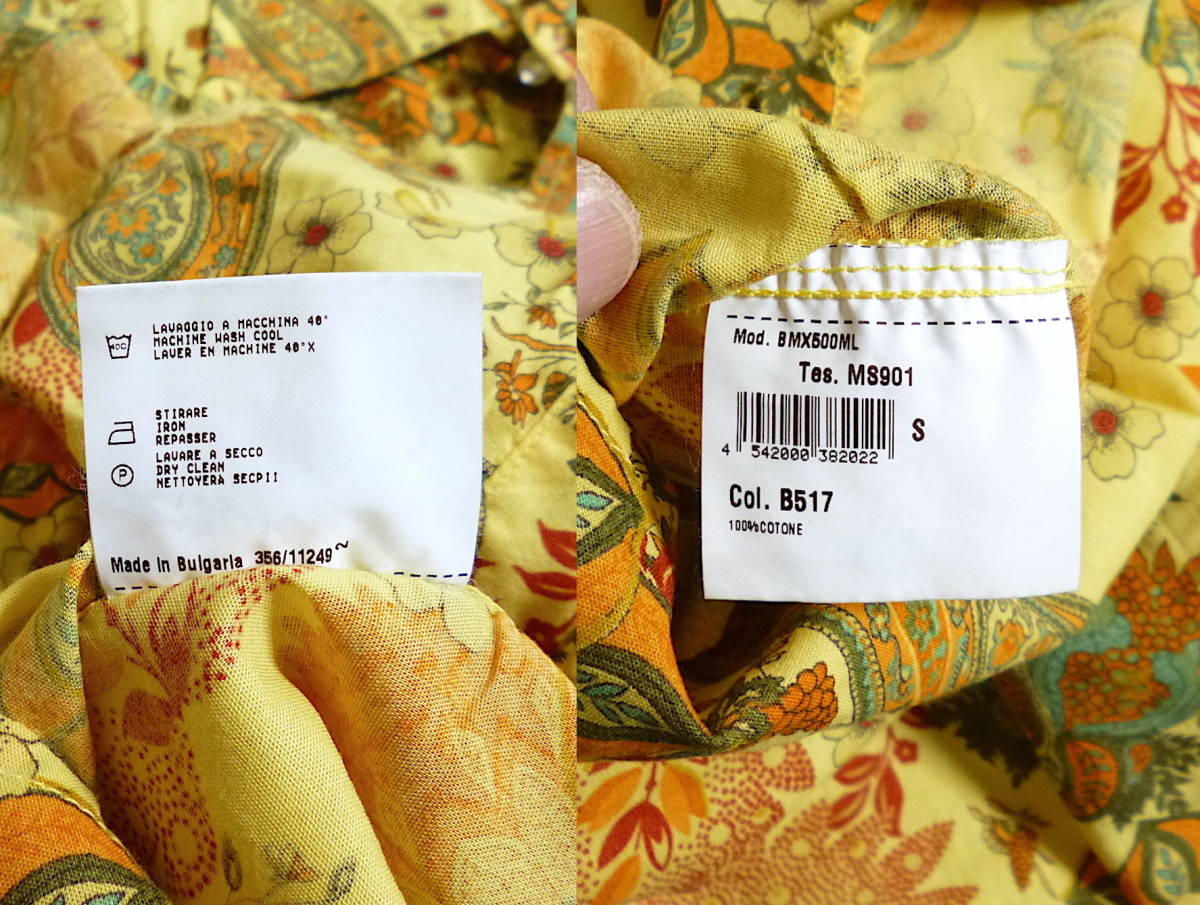 LAVAGGIO A MACCHINA 40°
MACHINE WASH COOL
LAVER EN MACHINE 40°X
40C
STIRARE
IRON
REPASSER
LAVARE A SECCO
DRY CLEAN
NETTOYERA SECPII
P
Made in Bulgaria 356/11249~
Mod. BMX500ML
Tes. MS901
4 542000 382022
S
Col. B517
100%COTONE